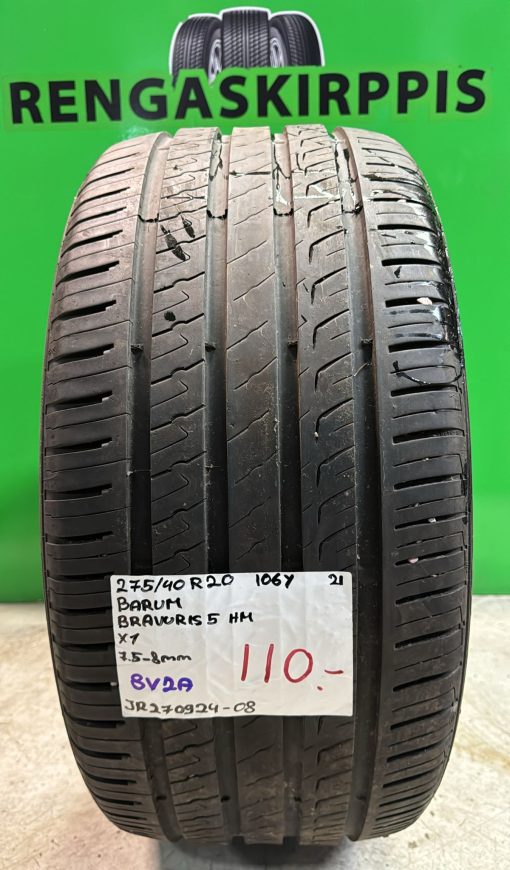 RENGASKIRPPIS
275/40 R20 106Y 21
BARUM
BRAVURIS 5 HM
X1
7.5-8mm
110.-
BV2A
JR270924-08